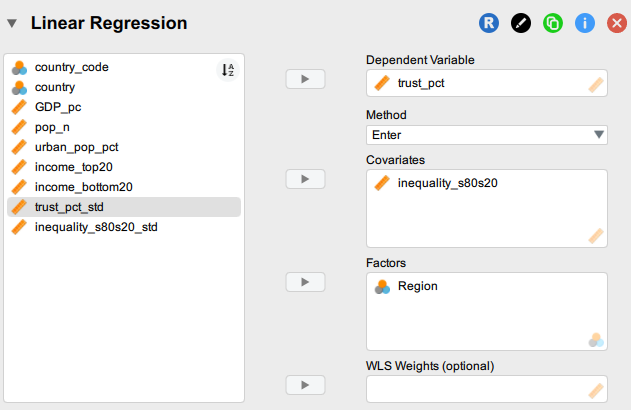 Linear Regression
R
i
country_code
A
Z
country
GDP_pc
pop_n
urban_pop_pct
income_top20
income_bottom20
trust_pct_std
inequality_s80s20_std
Dependent Variable
trust_pct
Method
Enter
Covariates
inequality_s80s20
Factors
Region
WLS Weights (optional)